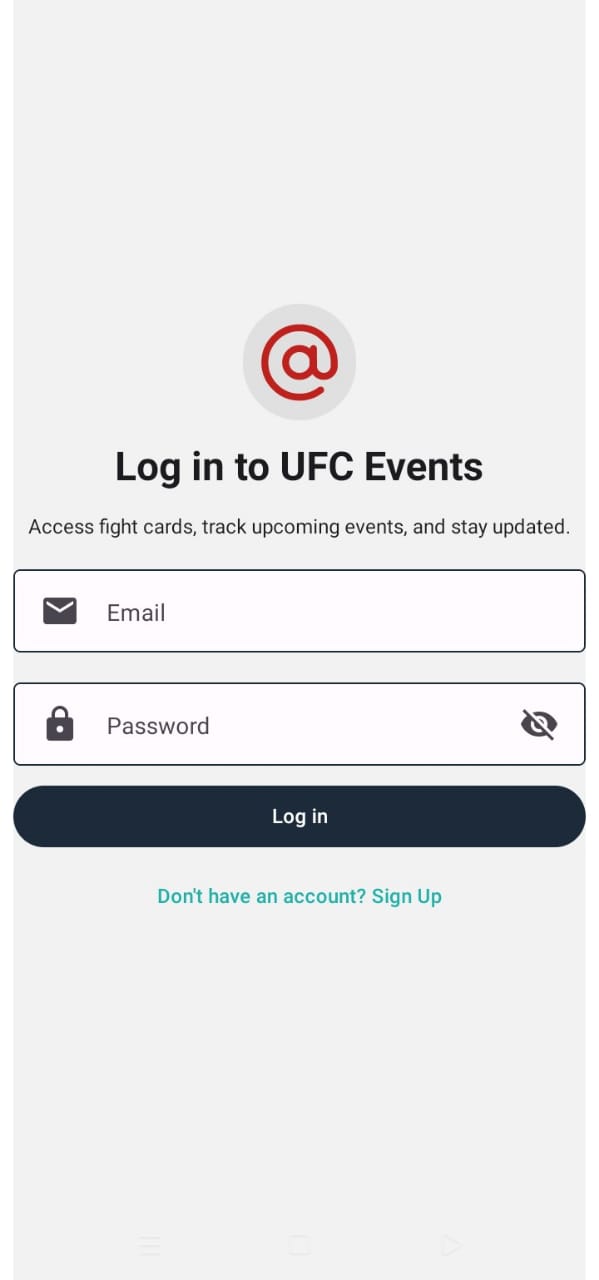 @
Log in to UFC Events
Access fight cards, track upcoming events, and stay updated.
Email
Password
Log in
Don't have an account? Sign Up